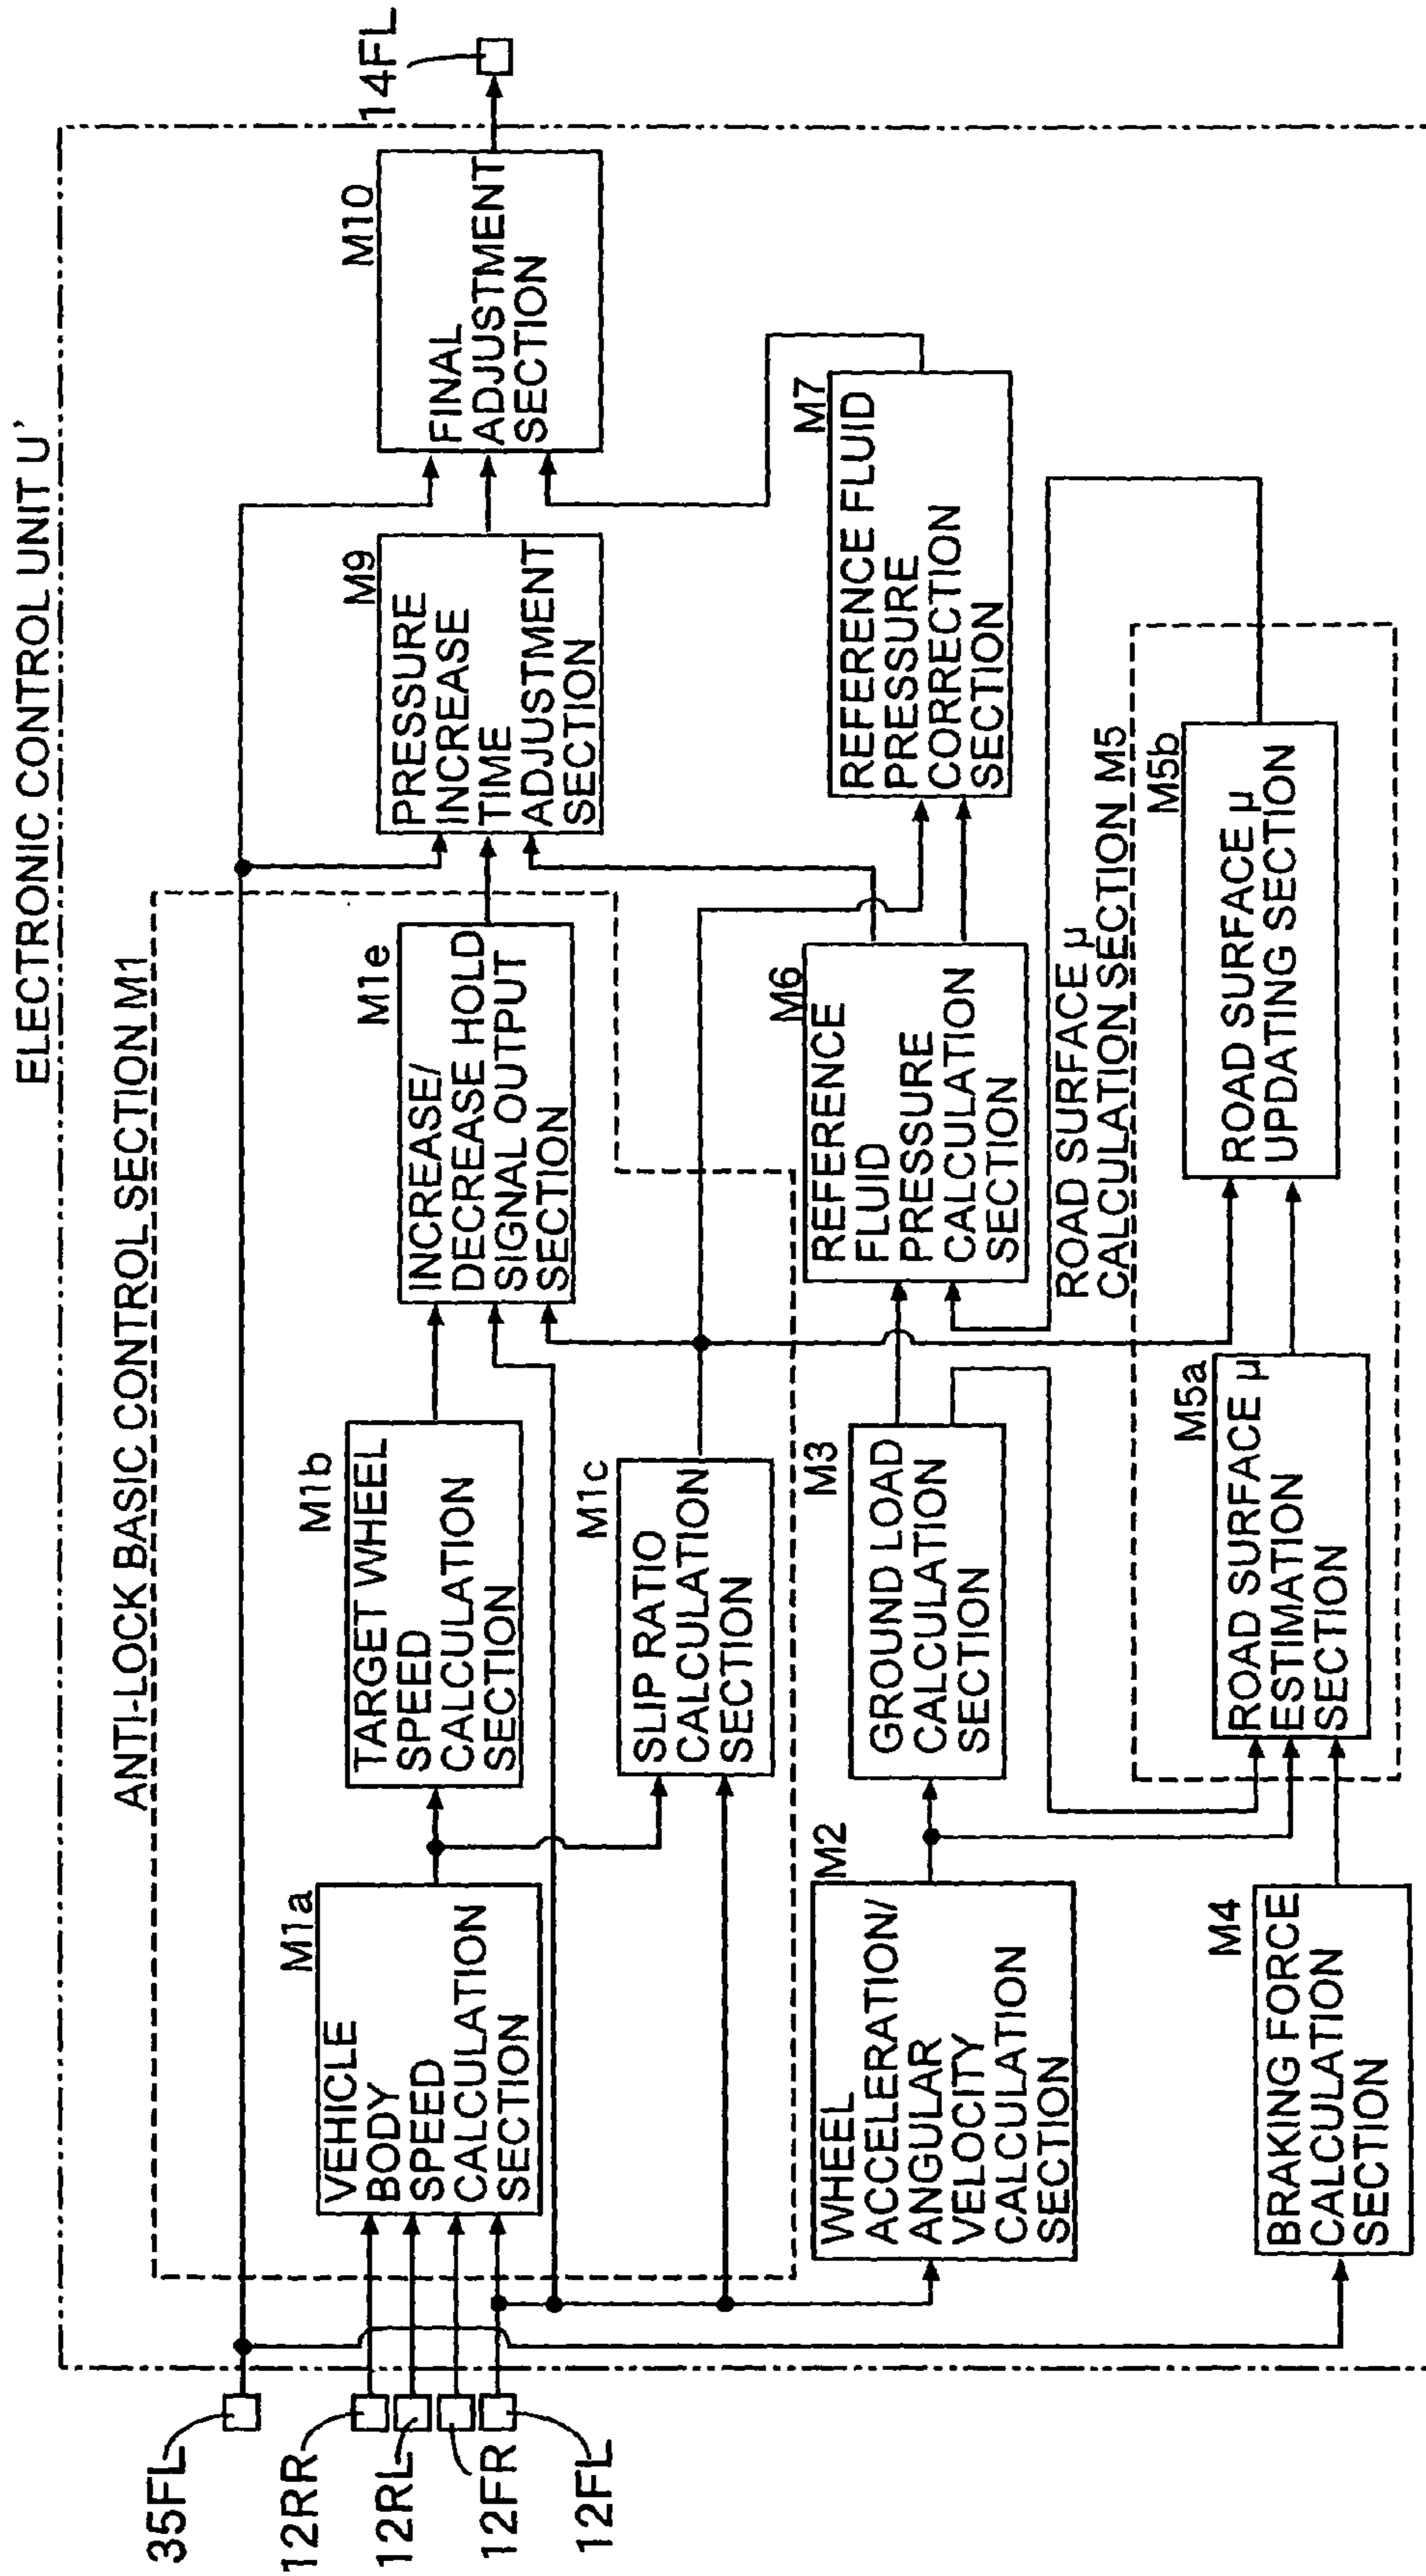 ELECTRONIC CONTROL UNIT U'
ANTI-LOCK BASIC CONTROL SECTION M1
35FL
12RR
12RL
12FR
12FL
M1a
VEHICLE
BODY
SPEED
CALCULATION
SECTION
M1b
TARGET WHEEL
SPEED
CALCULATION
SECTION
M1c
SLIP RATIO
CALCULATION
SECTION
M1e
INCREASE/
DECREASE HOLD
SIGNAL OUTPUT
SECTION
M9
PRESSURE
INCREASE
TIME
ADJUSTMENT
SECTION
M10
FINAL
ADJUSTMENT
SECTION
14FL
M2
WHEEL
ACCELERATION/
ANGULAR
VELOCITY
CALCULATION
SECTION
M3
GROUND LOAD
CALCULATION
SECTION
M6
REFERENCE
FLUID
PRESSURE
CALCULATION
SECTION
M7
REFERENCE FLUID
PRESSURE
CORRECTION
SECTION
M4
BRAKING FORCE
CALCULATION
SECTION
ROAD SURFACE μ
CALCULATION SECTION M5
M5a
ROAD SURFACE μ
ESTIMATION
SECTION
M5b
ROAD SURFACE μ
UPDATING SECTION